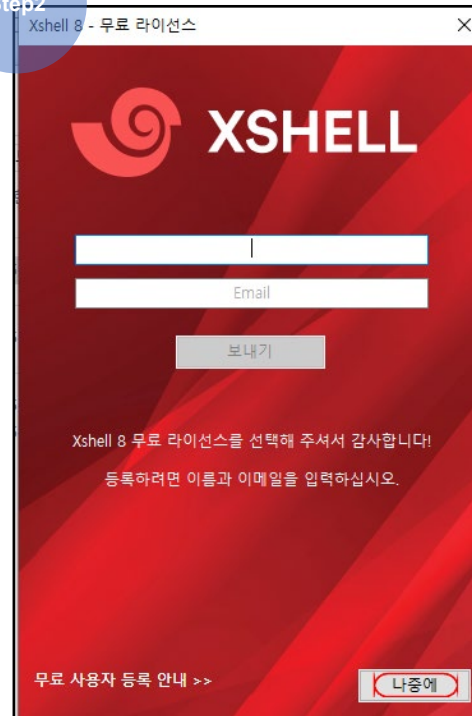 Step2
Xshell 8 - 무료 라이선스
XSHELL
Email
보내기
Xshell 8 무료 라이선스를 선택해 주셔서 감사합니다!
등록하려면 이름과 이메일을 입력하십시오.
무료 사용자 등록 안내 >>
나중에